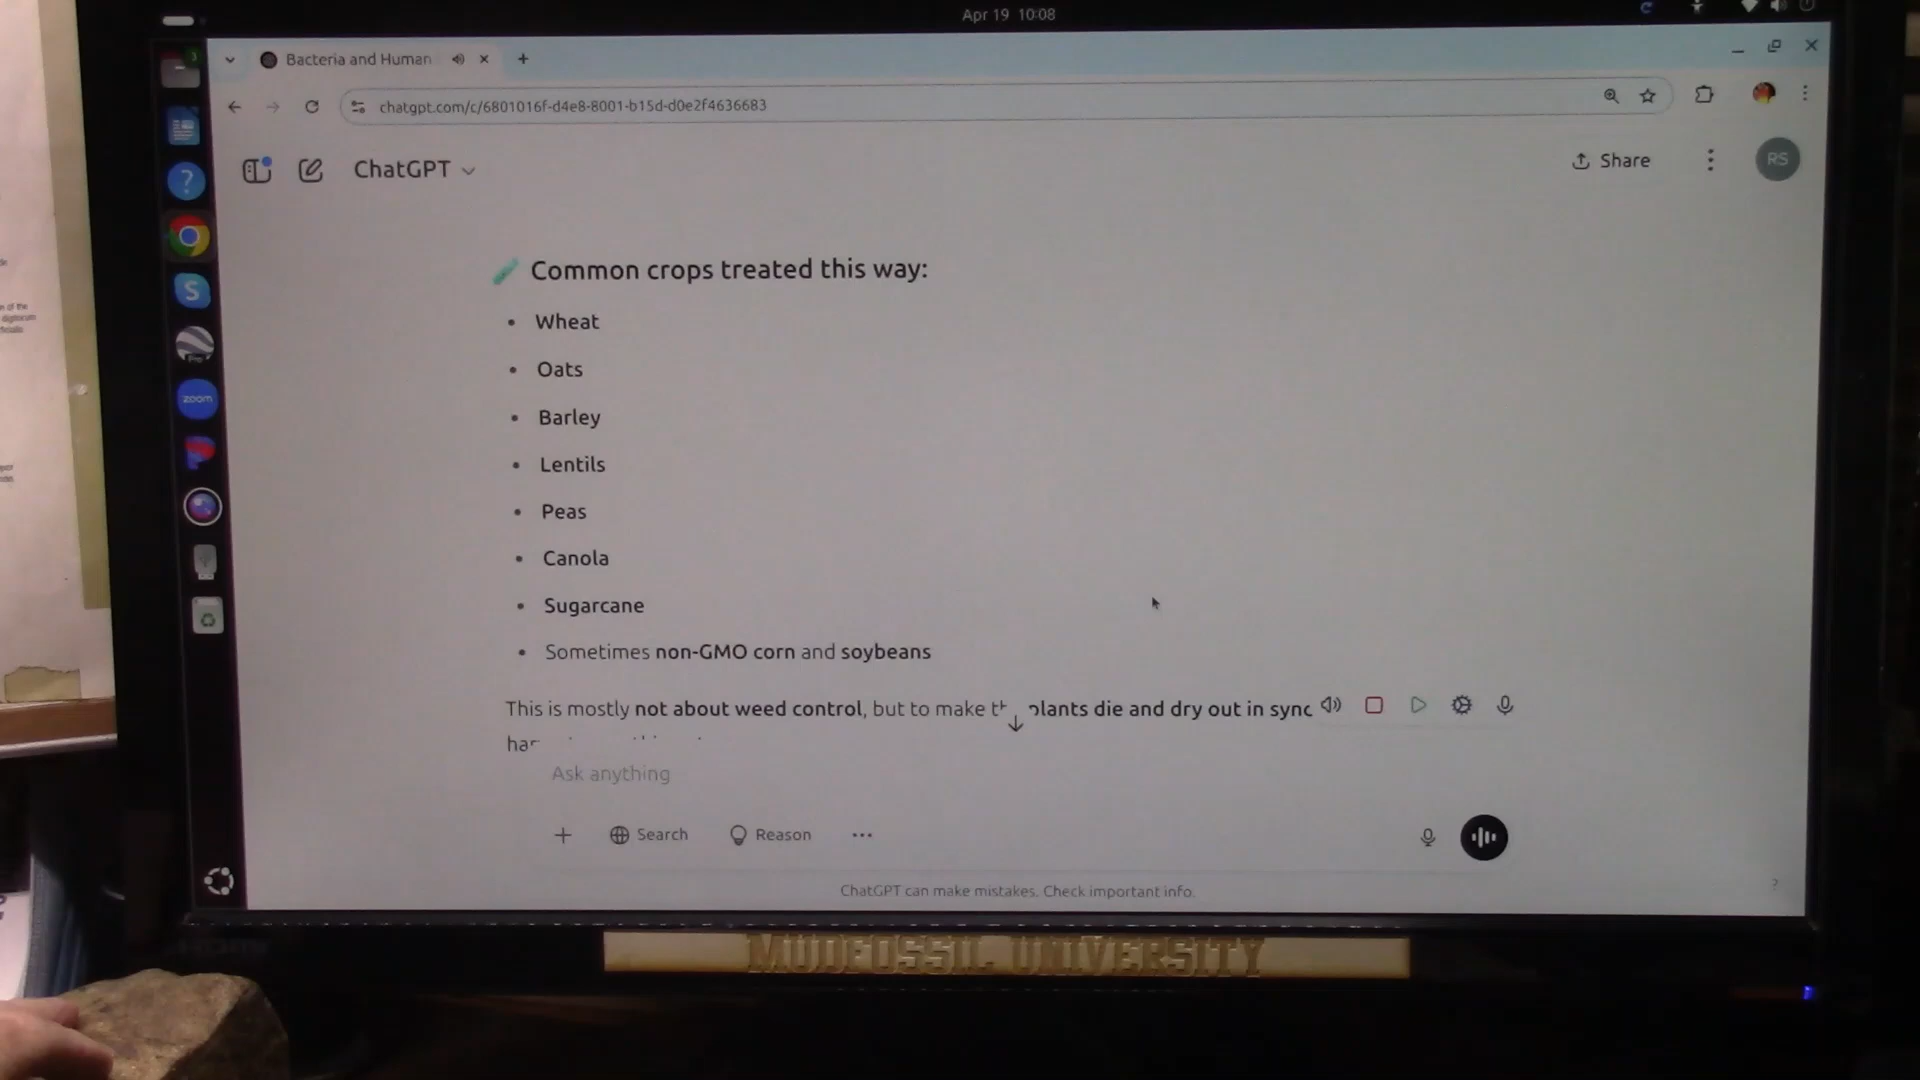 Apr 19 10:08
Bacteria and Human
chatgpt.com/c/6801016f-d4e8-8001-b15d-d0e2f4636683
ChatGPT
Share
RS
Common crops treated this way:
• Wheat
• Oats
• Barley
• Lentils
• Peas
• Canola
• Sugarcane
• Sometimes non-GMO corn and soybeans
This is mostly not about weed control, but to make plants die and dry out in sync
Ask anything
Search
Reason
ChatGPT can make mistakes. Check important info.
?
zoom
MUDFOSSIL UNIVERSITY